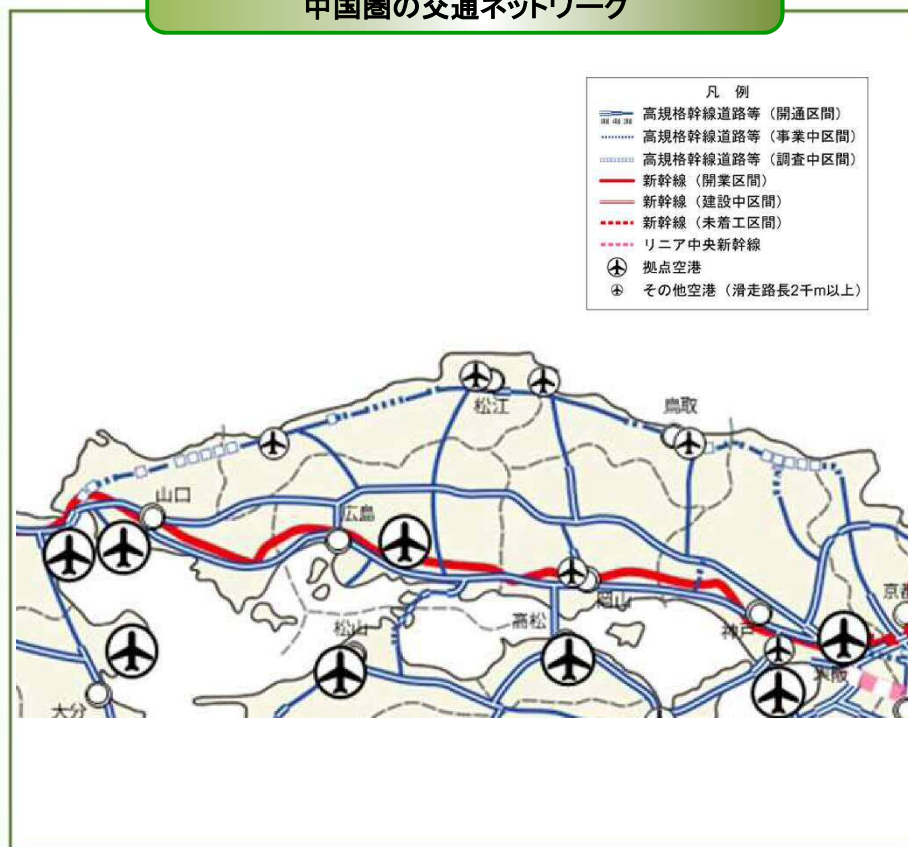 中国圏の交通ネットワーク
凡 例
高規格幹線道路等（開通区間）
高規格幹線道路等（事業中区間）
高規格幹線道路等（調査中区間）
新幹線（開業区間）
新幹線（建設中区間）
新幹線（未着工区間）
リニア中央新幹線
拠点空港
その他空港（滑走路長2千m以上）
松江
鳥取
山口
広島
岡山
京都
松山
高松
神戸
大阪
大分